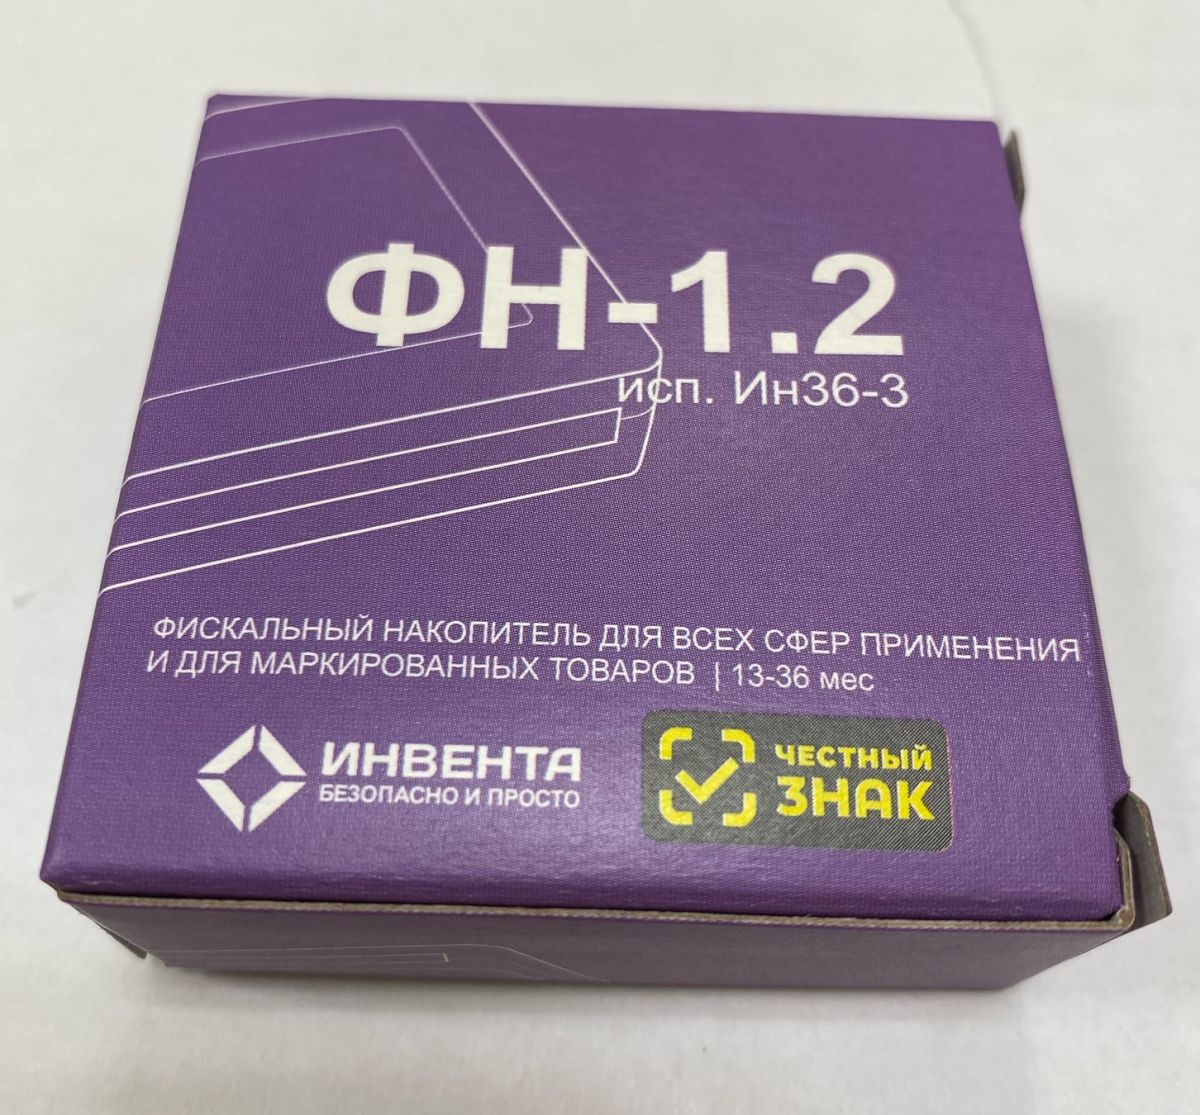 ФН-1.2
исп. Ин36-3
ФИСКАЛЬНЫЙ НАКОПИТЕЛЬ ДЛЯ ВСЕХ СФЕР ПРИМЕНЕНИЯ
И ДЛЯ МАРКИРОВАННЫХ ТОВАРОВ | 13-36 мес
ИНВЕНТА
БЕЗОПАСНО И ПРОСТО
ЧЕСТНЫЙ
ЗНАК